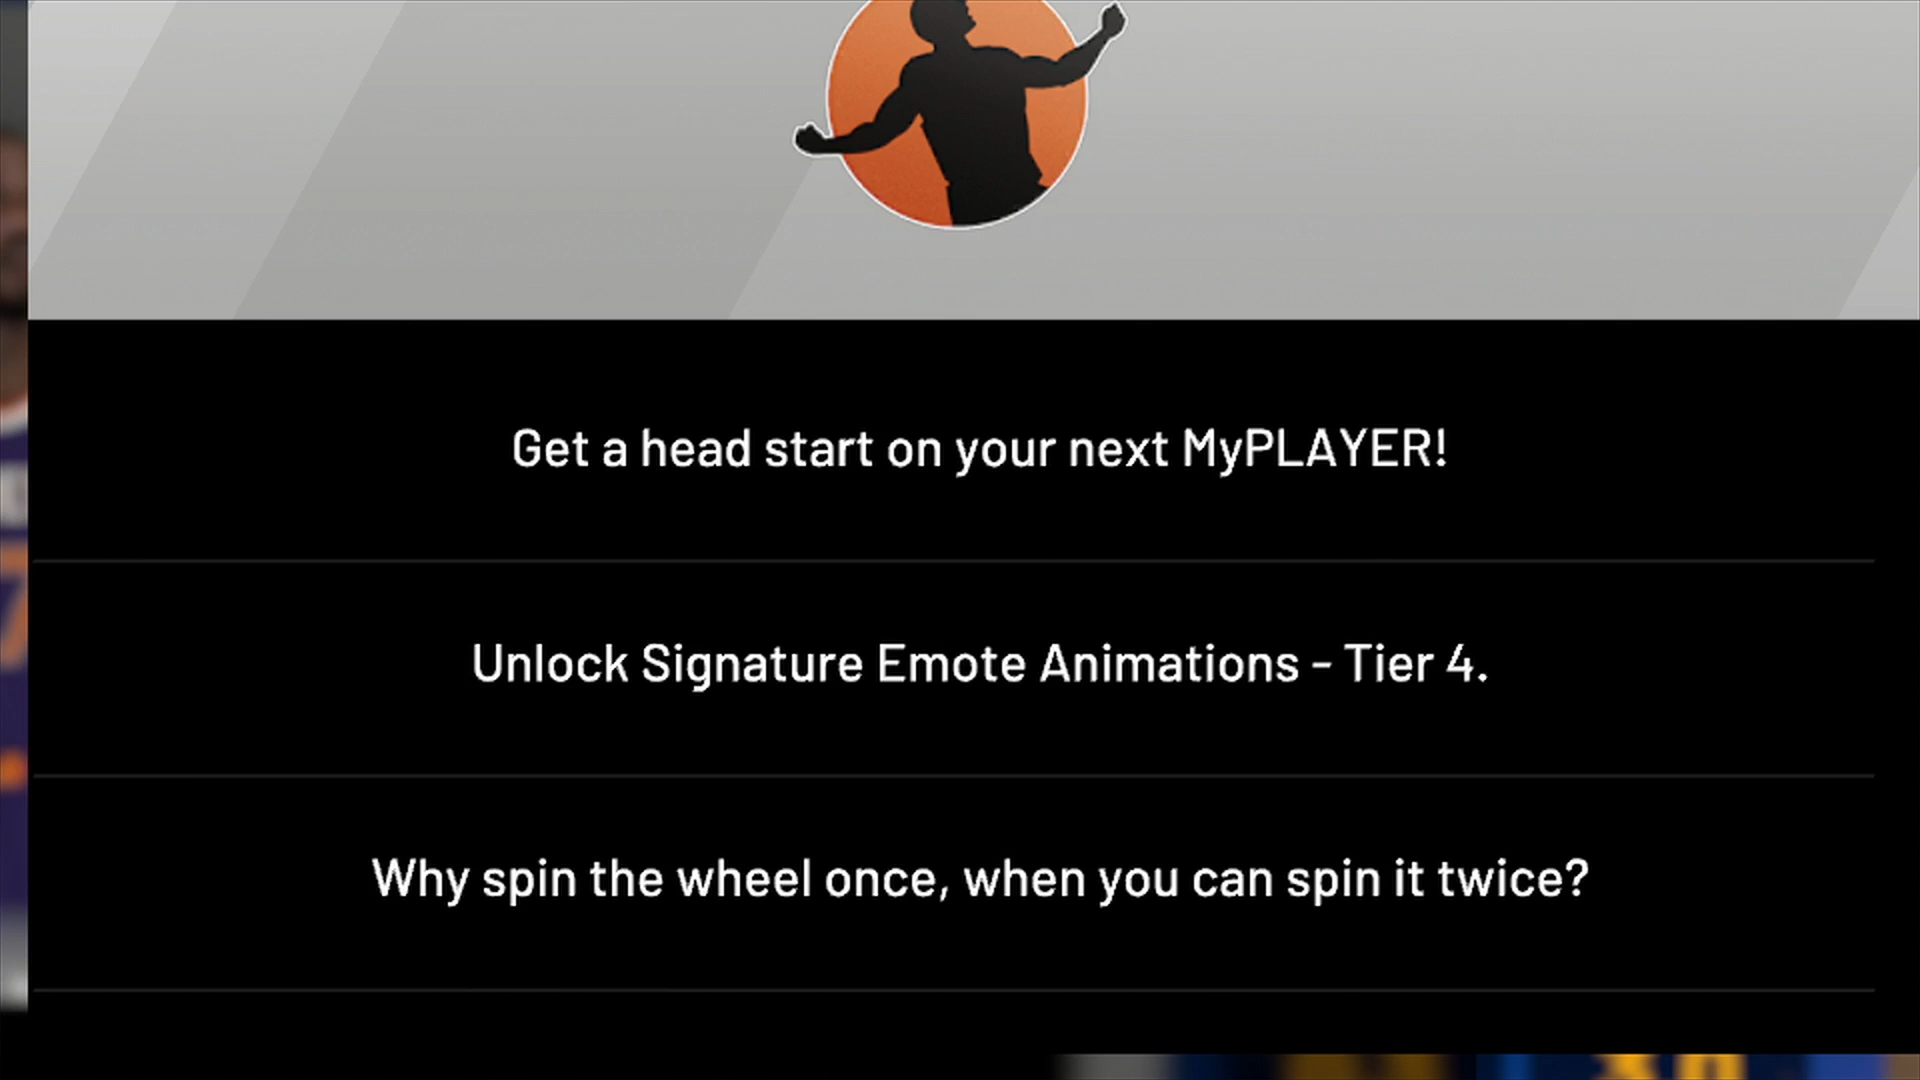 Get a head start on your next MyPLAYER!
Unlock Signature Emote Animations - Tier 4.
Why spin the wheel once, when you can spin it twice?